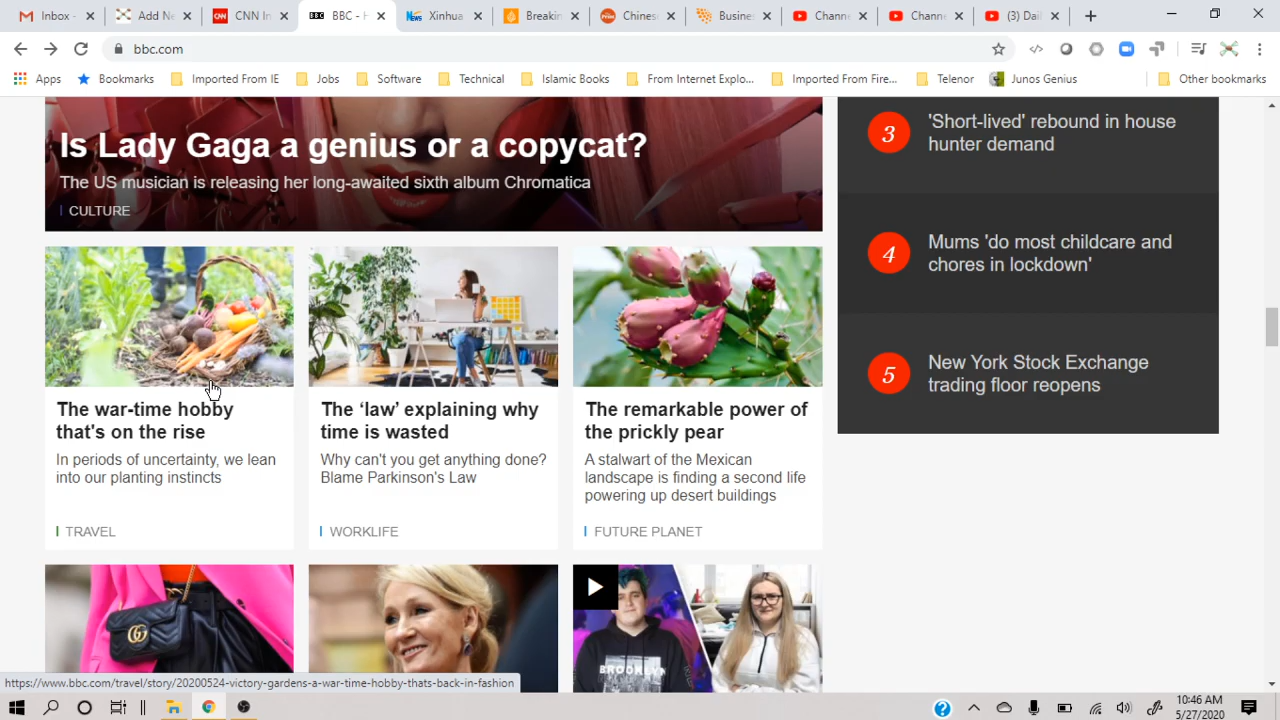 Inbox -
Add Ne
CNN In
BBC - H
Xinhua
Breakin
Chinese
Busine
Chann
Chann
(3) Dai
bbc.com
Apps
Bookmarks
Imported From IE
Jobs
Software
Technical
Islamic Books
From Internet Explo...
Imported From Fire...
Telenor
Junos Genius
Other bookmarks
Is Lady Gaga a genius or a copycat?
The US musician is releasing her long-awaited sixth album Chromatica
CULTURE
3
'Short-lived' rebound in house
hunter demand
4
Mums 'do most childcare and
chores in lockdown'
5
New York Stock Exchange
trading floor reopens
The war-time hobby
that's on the rise
In periods of uncertainty, we lean
into our planting instincts
TRAVEL
The ‘law’ explaining why
time is wasted
Why can't you get anything done?
Blame Parkinson's Law
WORKLIFE
The remarkable power of
the prickly pear
A stalwart of the Mexican
landscape is finding a second life
powering up desert buildings
FUTURE PLANET
BROOKLYN
https://www.bbc.com/travel/story/20200524-victory-gardens-a-war-time-hobby-thats-back-in-fashion
10:46 AM
5/27/2020